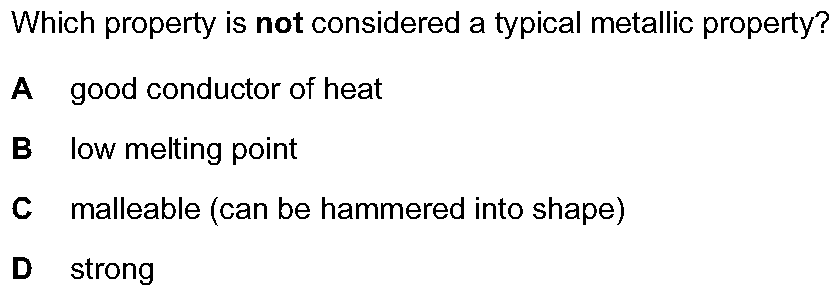 Which property is not considered a typical metallic property?
A good conductor of heat
B low melting point
C malleable (can be hammered into shape)
D strong